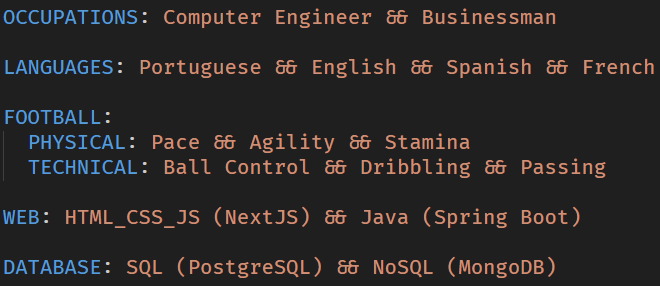 OCCUPATIONS: Computer Engineer && Businessman
LANGUAGES: Portuguese && English && Spanish && French
FOOTBALL:
PHYSICAL: Pace && Agility && Stamina
TECHNICAL: Ball Control && Dribbling && Passing
WEB: HTML_CSS_JS (NextJS) && Java (Spring Boot)
DATABASE: SQL (PostgreSQL) && NoSQL (MongoDB)